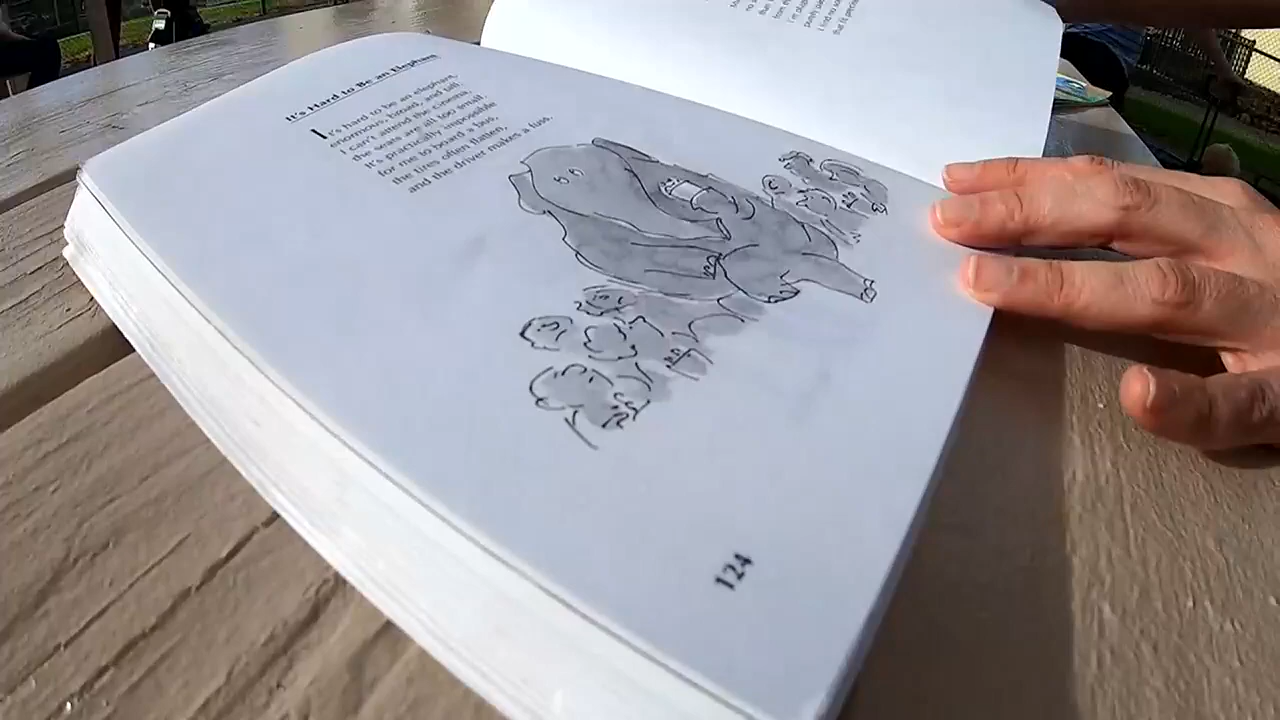 It's Hard to Be an Elephant
It's hard to be an elephant,
enormous, broad, and tall.
I can't attend the cinema,
the seats are all too small.
It's practically impossible
for me to board a bus,
the tires often flatten,
and the driver makes a fuss.
124